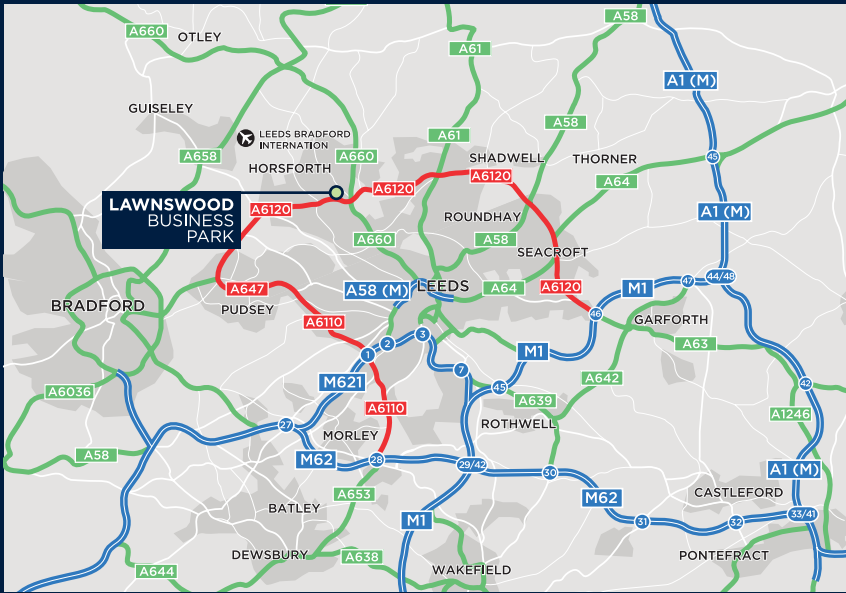 A58
A660
OTLEY
A61
A1 (M)
GUISELEY
LEEDS BRADFORD
INTERNATION
A61
A58
A658
A660
SHADWELL
THORNER
45
HORSFORTH
A6120
A6120
A64
LAWNSWOOD
BUSINESS
PARK
A6120
ROUNDHAY
A1 (M)
A660
A58
SEACROFT
44/48
47
M1
A58 (M)
LEEDS
A64
A6120
A647
BRADFORD
PUDSEY
46
GARFORTH
A6110
3
2
A63
1
M1
7
M621
A642
42
45
A6036
A639
A6110
A1246
ROTHWELL
27
MORLEY
A58
M62
28
29/42
30
A1 (M)
A653
CASTLEFORD
M62
BATLEY
33/41
M1
31
32
DEWSBURY
A638
PONTEFRACT
A644
WAKEFIELD